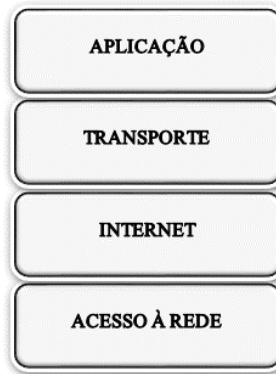 APLICAÇÃO
TRANSPORTE
INTERNET
ACESSO À REDE